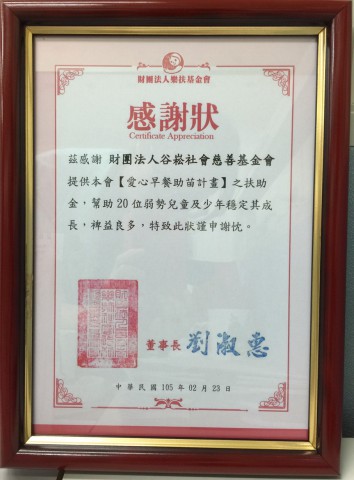 財團法人樂扶基金會
感謝狀
Certificate Appreciation
茲感謝 財團法人谷崧社會慈善基金會
提供本會【愛心早餐助苗計畫】之扶助
金，幫助20位弱勢兒童及少年穩定其成
長，裨益良多，特致此狀謹申謝忱。
董事長 劉淑惠
中華民國105年02月23日